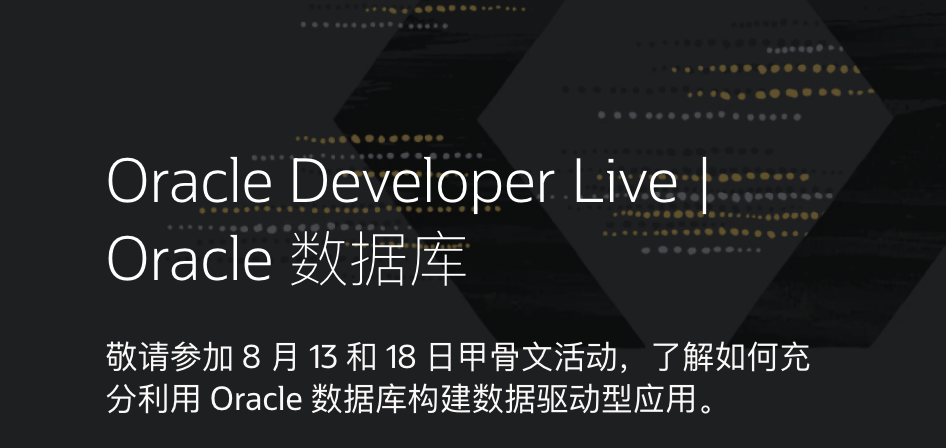 Oracle Developer Live |
Oracle 数据库
敬请参加 8 月 13 和 18 日甲骨文活动，了解如何充
分利用 Oracle 数据库构建数据驱动型应用。